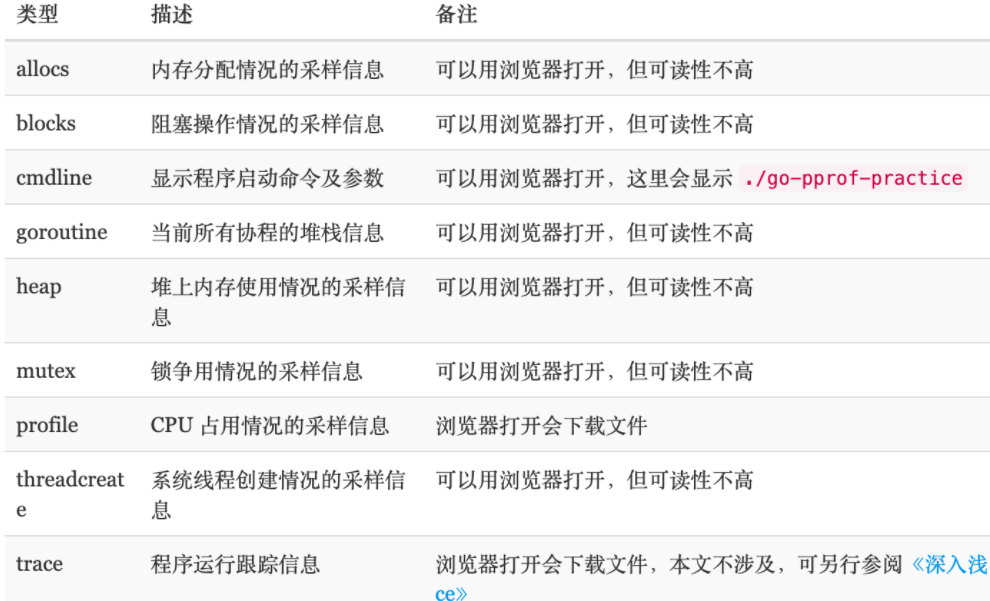 类型 描述 备注
allocs 内存分配情况的采样信息 可以用浏览器打开，但可读性不高
blocks 阻塞操作情况的采样信息 可以用浏览器打开，但可读性不高
cmdline 显示程序启动命令及参数 可以用浏览器打开，这里会显示 ./go-pprof-practice
goroutine 当前所有协程的堆栈信息 可以用浏览器打开，但可读性不高
heap 堆上内存使用情况的采样信 可以用浏览器打开，但可读性不高
息
mutex 锁争用情况的采样信息 可以用浏览器打开，但可读性不高
profile CPU 占用情况的采样信息 浏览器打开会下载文件
threadcreat 系统线程创建情况的采样信 可以用浏览器打开，但可读性不高
e 息
trace 程序运行跟踪信息 浏览器打开会下载文件，本文不涉及，可另行参阅《深入浅
ce》